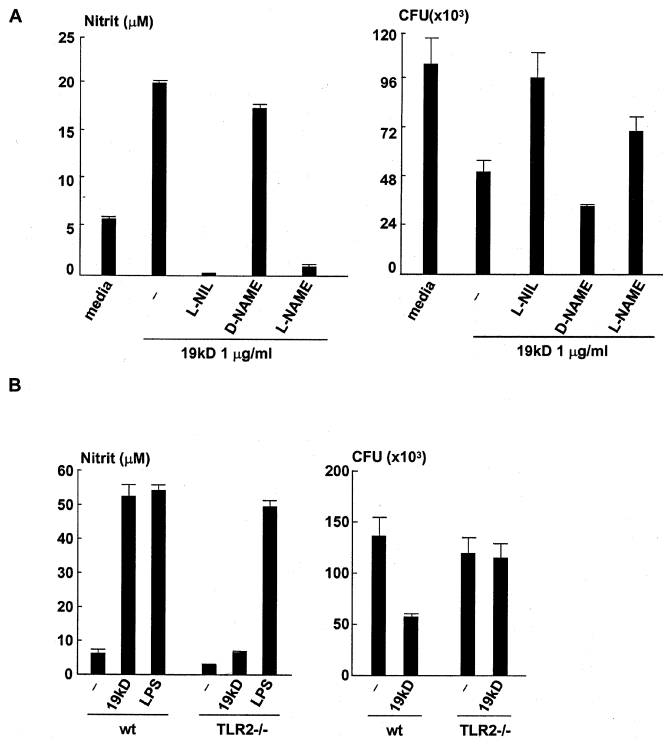 A
Nitrit (μM)
25
20
15
10
5
0
media
-
L-NIL
D-NAME
L-NAME
19kD 1 μg/ml
CFU(x10³)
120
96
72
48
24
0
media
-
L-NIL
D-NAME
L-NAME
19kD 1 μg/ml
B
Nitrit (μM)
60
50
40
30
20
10
0
-
19kD
LPS
-
19kD
LPS
wt
TLR2-/-
CFU (x10³)
200
150
100
50
0
-
19kD
-
19kD
wt
TLR2-/-